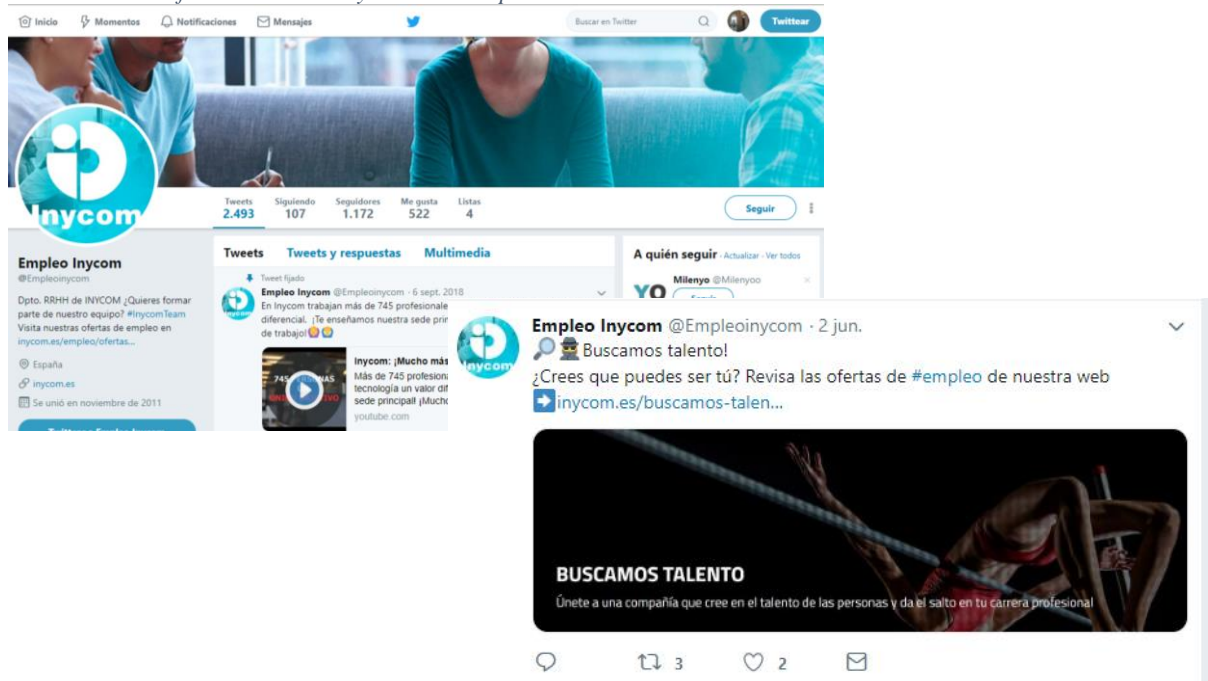 Inicio Momentos Notificaciones Mensajes Buscar en Twitter Twittear
Inycom
Tweets Siguiendo Seguidores Me gusta Listas
2.493 107 1.172 522 4
Seguir
Empleo Inycom
@Empleoinycom
Dpto. RRHH de INYCOM ¿Quieres formar
parte de nuestro equipo? #InycomTeam
Visita nuestras ofertas de empleo en
inycom.es/empleo/ofertas...
España
inycom.es
Se unió en noviembre de 2011
Tweets Tweets y respuestas Multimedia
Tweet fijado
Empleo Inycom @Empleoinycom · 6 sept. 2018
En Inycom trabajan más de 745 profesionale
diferencial. ¡Te enseñamos nuestra sede prin
de trabajo!
Inycom: ¡Mucho más
Más de 745 profesion
tecnología un valor dif
sede principal! ¡Mucho
youtube.com
A quién seguir · Actualizar · Ver todos
Milenyo @Milenyoo
YO
Empleo Inycom @Empleoinycom · 2 jun.
Buscamos talento!
¿Crees que puedes ser tú? Revisa las ofertas de #empleo de nuestra web
inycom.es/buscamos-talen...
BUSCAMOS TALENTO
Únete a una compañía que cree en el talento de las personas y da el salto en tu carrera profesional
3 2